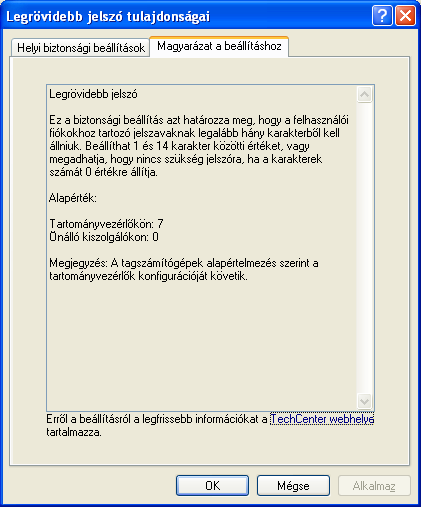 Legrövidebb jelszó tulajdonságai
Helyi biztonsági beállítások
Magyarázat a beállításhoz
Legrövidebb jelszó
Ez a biztonsági beállítás azt határozza meg, hogy a felhasználói
fiókokhoz tartozó jelszavaknak legalább hány karakterből kell
állniuk. Beállíthat 1 és 14 karakter közötti értéket, vagy
megadhatja, hogy nincs szükség jelszóra, ha a karakterek
számát 0 értékre állítja.
Alapérték:
Tartományvezérlőkön: 7
Önálló kiszolgálókon: 0
Megjegyzés: A tagszámítógépek alapértelmezés szerint a
tartományvezérlők konfigurációját követik.
Erről a beállításról a legfrissebb információkat a TechCenter webhelye
tartalmazza.
OK
Mégse
Alkalmaz